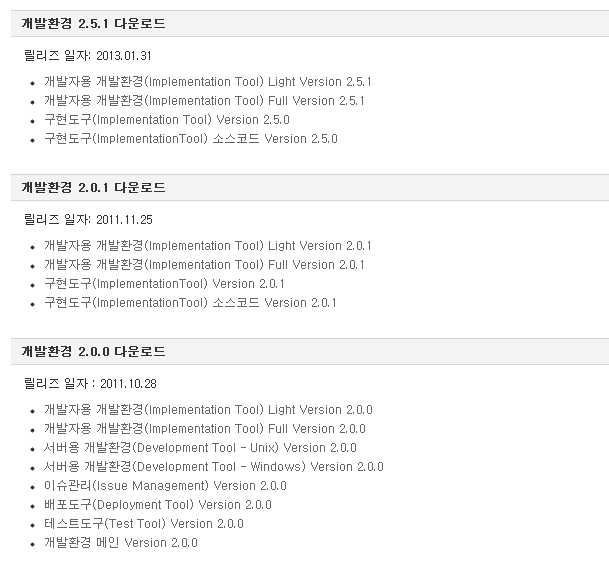 개발환경 2.5.1 다운로드
릴리즈 일자: 2013.01.31
개발자용 개발환경(Implementation Tool) Light Version 2.5.1
개발자용 개발환경(Implementation Tool) Full Version 2.5.1
구현도구(Implementation Tool) Version 2.5.0
구현도구(ImplementationTool) 소스코드 Version 2.5.0
개발환경 2.0.1 다운로드
릴리즈 일자: 2011.11.25
개발자용 개발환경(Implementation Tool) Light Version 2.0.1
개발자용 개발환경(Implementation Tool) Full Version 2.0.1
구현도구(ImplementationTool) Version 2.0.1
구현도구(ImplementationTool) 소스코드 Version 2.0.1
개발환경 2.0.0 다운로드
릴리즈 일자 : 2011.10.28
개발자용 개발환경(Implementation Tool) Light Version 2.0.0
개발자용 개발환경(Implementation Tool) Full Version 2.0.0
서버용 개발환경(Development Tool - Unix) Version 2.0.0
서버용 개발환경(Development Tool - Windows) Version 2.0.0
이슈관리(Issue Management) Version 2.0.0
배포도구(Deployment Tool) Version 2.0.0
테스트도구(Test Tool) Version 2.0.0
개발환경 메인 Version 2.0.0